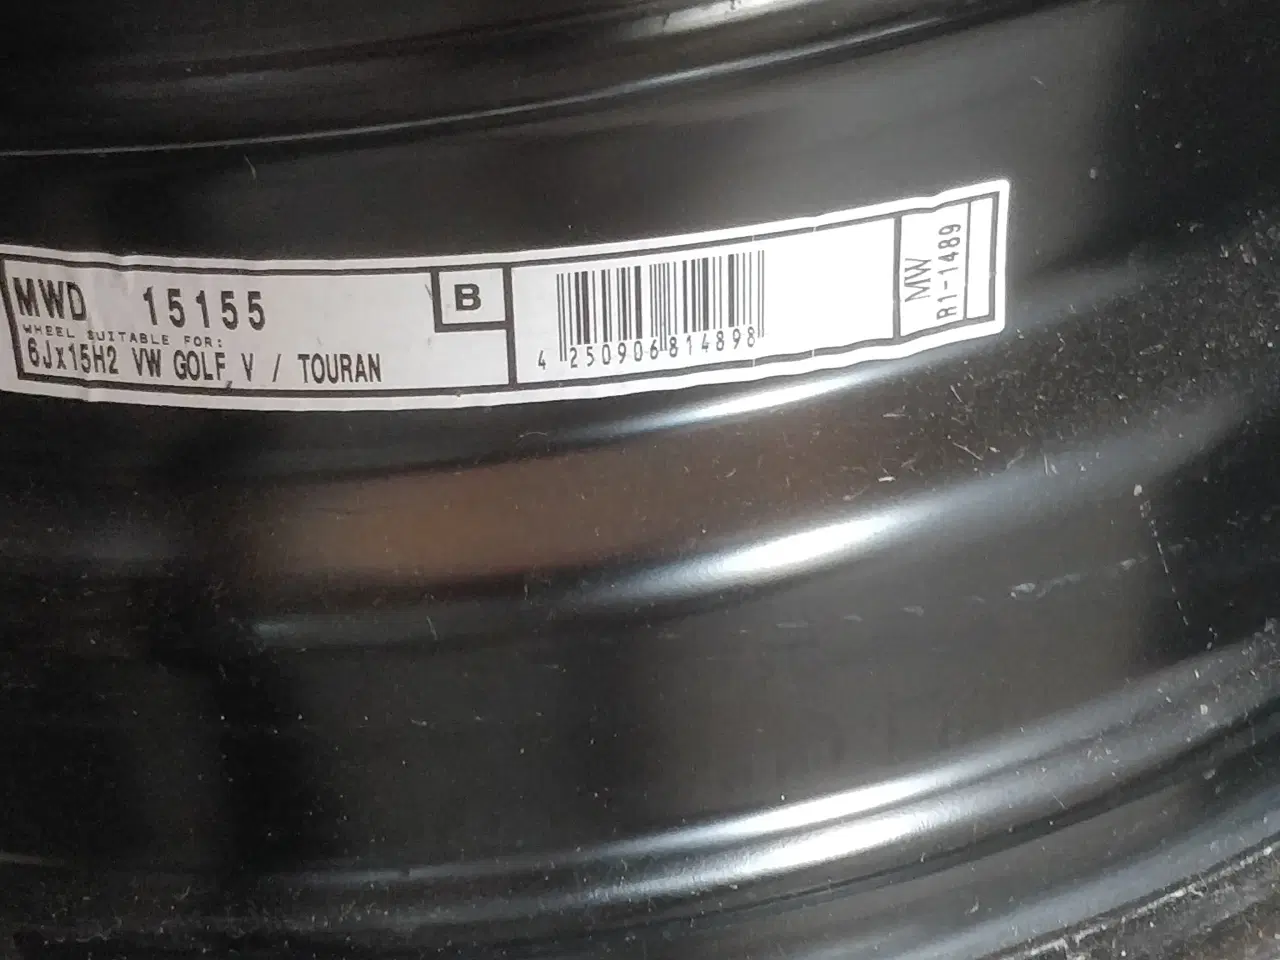 MWD 15155
WHEEL SUITABLE FOR:
6Jx15H2 VW GOLF V / TOURAN
B
4 250906 814898
MW
R1-1489